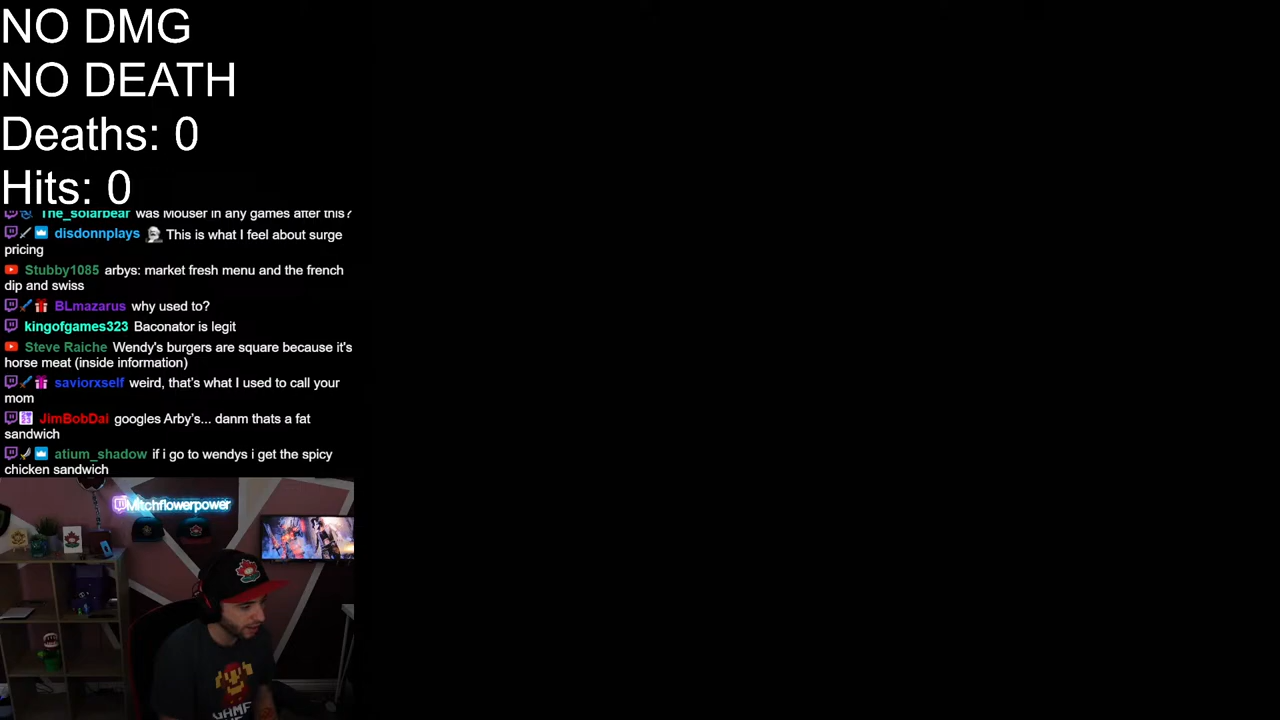 NO DMG
NO DEATH
Deaths: 0
Hits: 0
The_solarbear was Mouser in any games after this?
disdonnplays This is what I feel about surge
pricing
Stubby1085 arbys: market fresh menu and the french
dip and swiss
BLmazarus why used to?
kingofgames323 Baconator is legit
Steve Raiche Wendy's burgers are square because it's
horse meat (inside information)
saviorxself weird, that's what I used to call your
mom
JimBobDai googles Arby's... danm thats a fat
sandwich
atium_shadow if i go to wendys i get the spicy
chicken sandwich
Mitchflowerpower
GAME